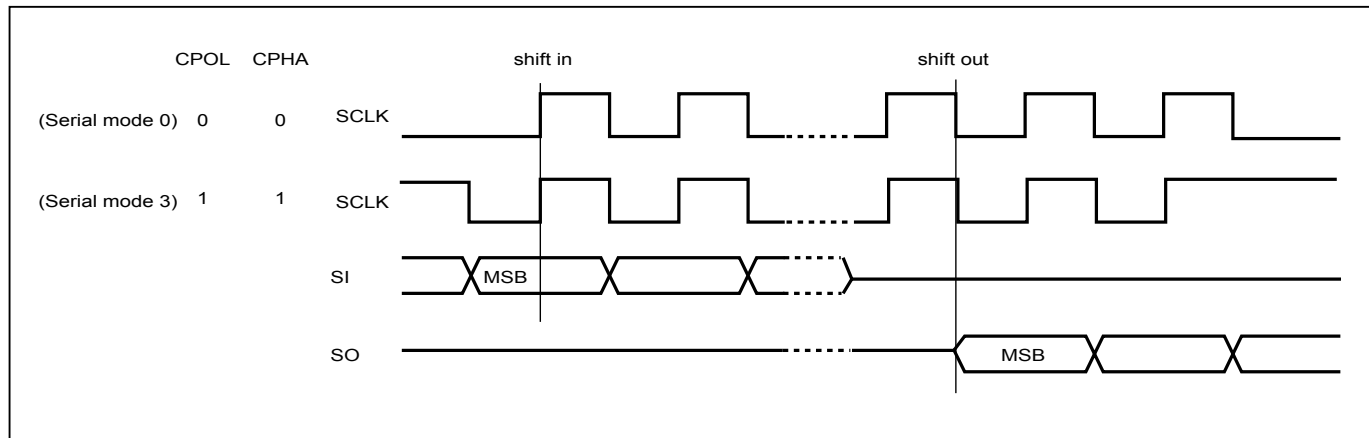 CPOL CPHA shift in shift out
(Serial mode 0) 0 0 SCLK
(Serial mode 3) 1 1 SCLK
SI MSB
SO MSB